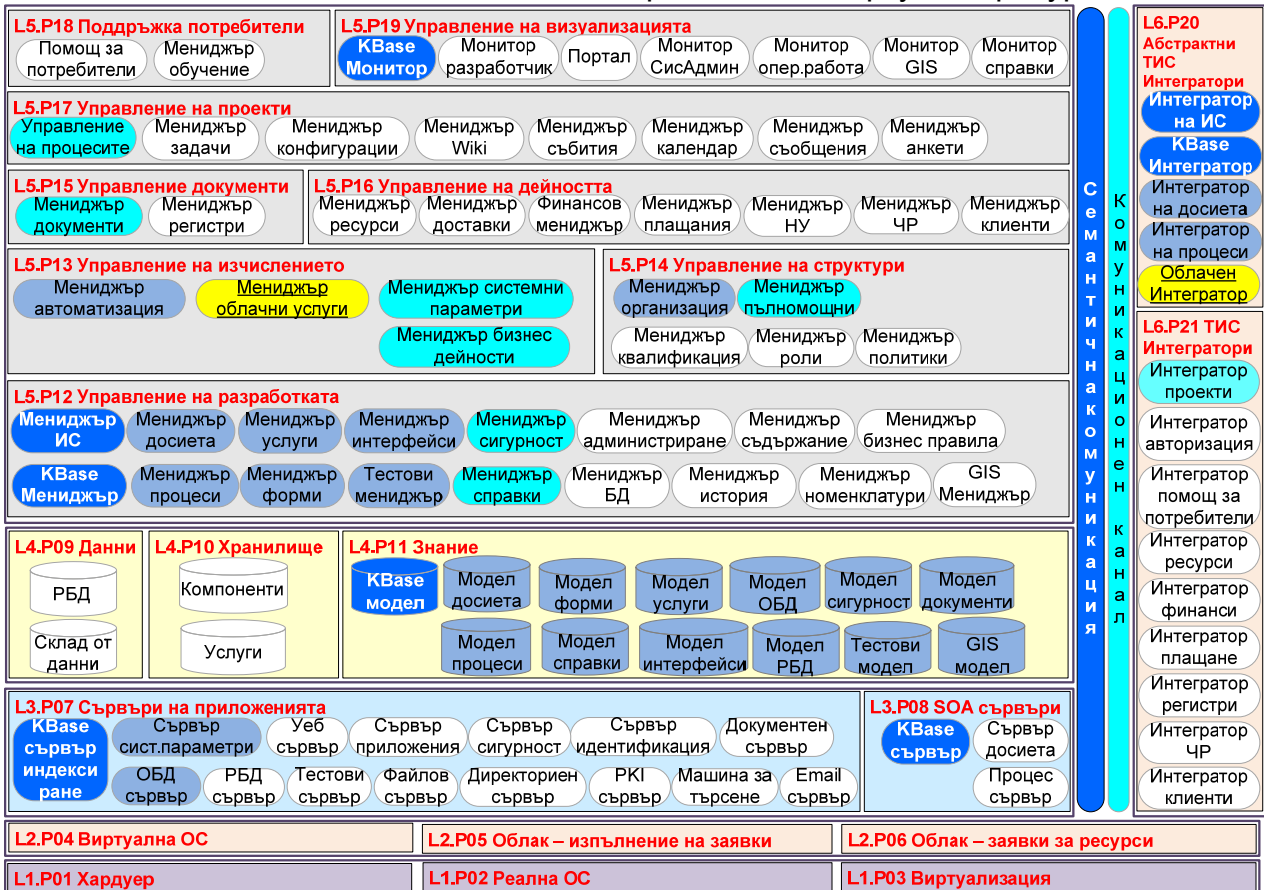 L5.P18 Поддръжка потребители
Помощ за
потребители
Мениджър
обучение
L5.P19 Управление на визуализацията
KBase
Монитор
Монитор
разработчик
Портал
Монитор
СисАдмин
Монитор
опер.работа
Монитор
GIS
Монитор
справки
L5.P17 Управление на проекти
Управление
на процесите
Мениджър
задачи
Мениджър
конфигурации
Мениджър
Wiki
Мениджър
събития
Мениджър
календар
Мениджър
съобщения
Мениджър
анкети
L5.P15 Управление документи
Мениджър
документи
Мениджър
регистри
L5.P16 Управление на дейността
Мениджър
ресурси
Мениджър
доставки
Финансов
мениджър
Мениджър
плащания
Мениджър
НУ
Мениджър
ЧР
Мениджър
клиенти
L5.P13 Управление на изчислението
Мениджър
автоматизация
Мениджър
облачни услуги
Мениджър системни
параметри
Мениджър бизнес
дейности
L5.P14 Управление на структури
Мениджър
организация
Мениджър
пълномощни
Мениджър
квалификация
Мениджър
роли
Мениджър
политики
L5.P12 Управление на разработката
Мениджър
ИС
Мениджър
досиета
Мениджър
услуги
Мениджър
интерфейси
Мениджър
сигурност
Мениджър
администриране
Мениджър
съдържание
Мениджър
бизнес правила
KBase
Мениджър
Мениджър
процеси
Мениджър
форми
Тестови
мениджър
Мениджър
справки
Мениджър
БД
Мениджър
история
Мениджър
номенклатури
GIS
Мениджър
L4.P09 Данни
РБД
Склад от
данни
L4.P10 Хранилище
Компоненти
Услуги
L4.P11 Знание
KBase
модел
Модел
досиета
Модел
форми
Модел
услуги
Модел
ОБД
Модел
сигурност
Модел
документи
Модел
процеси
Модел
справки
Модел
интерфейси
Модел
РБД
Тестови
модел
GIS
модел
L3.P07 Сървъри на приложенията
KBase
сървър
индекси
ране
Сървър
сист.параметри
Уеб
сървър
Сървър
приложения
Сървър
сигурност
Сървър
идентификация
Документен
сървър
ОБД
сървър
РБД
сървър
Тестови
сървър
Файлов
сървър
Директориен
сървър
PKI
сървър
Машина за
търсене
Email
сървър
L3.P08 SOA сървъри
KBase
сървър
Сървър
досиета
Процес
сървър
Семантична комуникация
Комуникационен канал
L6.P20
Абстрактни
ТИС
Интегратори
Интегратор
на ИС
KBase
Интегратор
Интегратор
на досиета
Интегратор
на процеси
Облачен
Интегратор
L6.P21 ТИС
Интегратори
Интегратор
проекти
Интегратор
авторизация
Интегратор
помощ за
потребители
Интегратор
ресурси
Интегратор
финанси
Интегратор
плащане
Интегратор
регистри
Интегратор
ЧР
Интегратор
клиенти
L2.P04 Виртуална ОС
L2.P05 Облак – изпълнение на заявки
L2.P06 Облак – заявки за ресурси
L1.P01 Хардуер
L1.P02 Реална ОС
L1.P03 Виртуализация